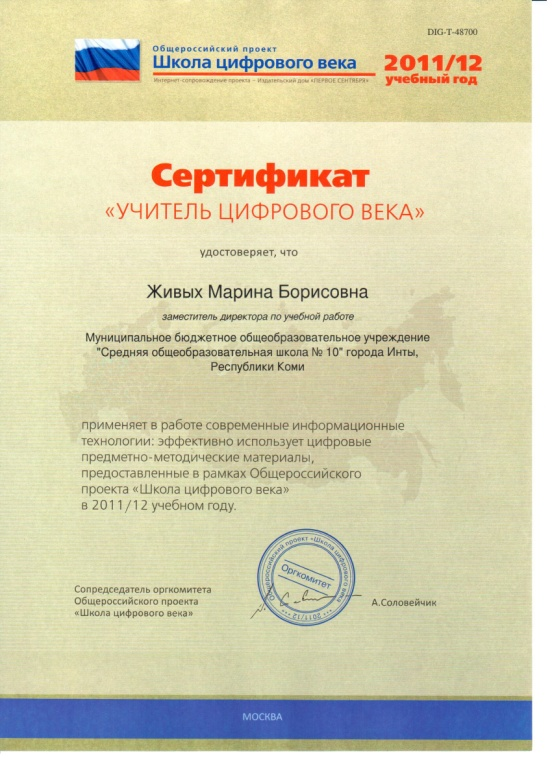 DIG-T-48700
Общероссийский проект
Школа цифрового века
Интернет-сопровождение проекта – Издательский дом «ПЕРВОЕ СЕНТЯБРЯ»
2011/12
учебный год
Сертификат
«УЧИТЕЛЬ ЦИФРОВОГО ВЕКА»
удостоверяет, что
Живых Марина Борисовна
заместитель директора по учебной работе
Муниципальное бюджетное общеобразовательное учреждение
"Средняя общеобразовательная школа № 10" города Инты,
Республики Коми
применяет в работе современные информационные
технологии: эффективно использует цифровые
предметно-методические материалы,
предоставленные в рамках Общероссийского
проекта «Школа цифрового века»
в 2011/12 учебном году.
Сопредседатель оргкомитета
Общероссийского проекта
«Школа цифрового века»
Общероссийский проект «Школа цифрового века»
Оргкомитет
*** 2011/12 ***
А.Соловейчик
МОСКВА